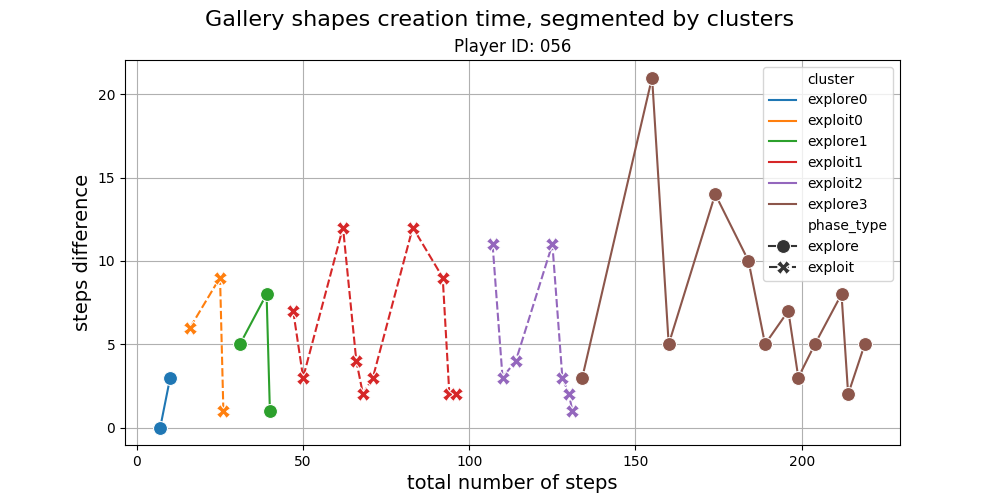 Gallery shapes creation time, segmented by clusters
Player ID: 056
steps difference
20
15
10
5
0
0
50
100
150
200
total number of steps
cluster
explore0
exploit0
explore1
exploit1
exploit2
explore3
phase_type
explore
exploit